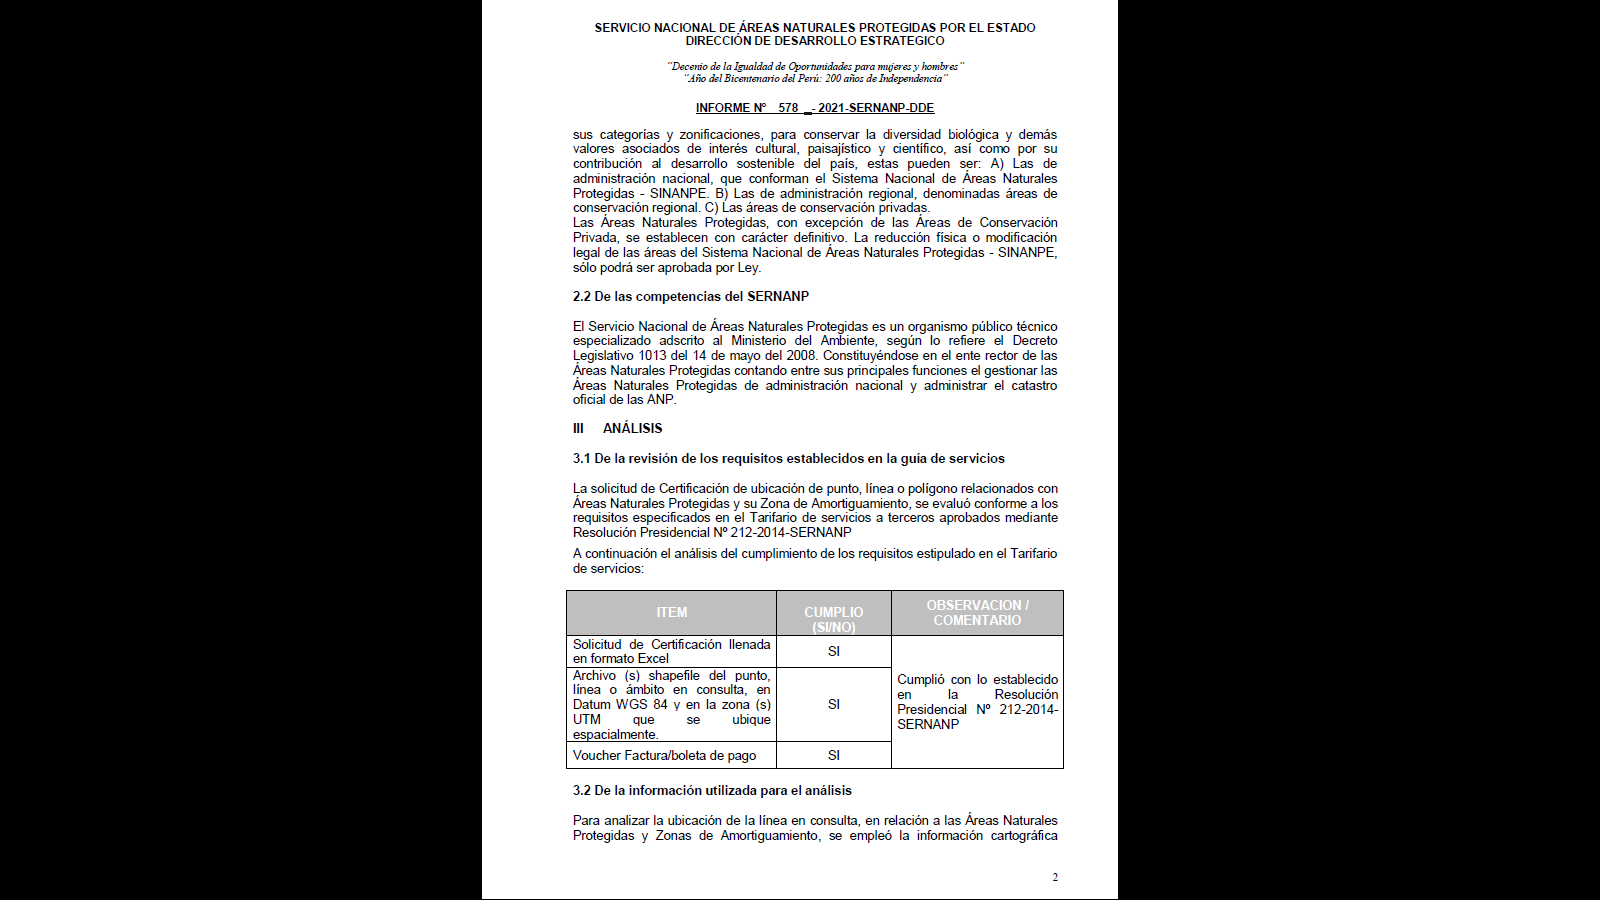 SERVICIO NACIONAL DE ÁREAS NATURALES PROTEGIDAS POR EL ESTADO
DIRECCIÓN DE DESARROLLO ESTRATEGICO
“Decenio de la Igualdad de Oportunidades para mujeres y hombres”
“Año del Bicentenario del Perú: 200 años de Independencia”
INFORME Nº 578 _- 2021-SERNANP-DDE
sus categorías y zonificaciones, para conservar la diversidad biológica y demás
valores asociados de interés cultural, paisajístico y científico, así como por su
contribución al desarrollo sostenible del país, estas pueden ser: A) Las de
administración nacional, que conforman el Sistema Nacional de Áreas Naturales
Protegidas - SINANPE. B) Las de administración regional, denominadas áreas de
conservación regional. C) Las áreas de conservación privadas.
Las Áreas Naturales Protegidas, con excepción de las Áreas de Conservación
Privada, se establecen con carácter definitivo. La reducción física o modificación
legal de las áreas del Sistema Nacional de Áreas Naturales Protegidas - SINANPE,
sólo podrá ser aprobada por Ley.
2.2 De las competencias del SERNANP
El Servicio Nacional de Áreas Naturales Protegidas es un organismo público técnico
especializado adscrito al Ministerio del Ambiente, según lo refiere el Decreto
Legislativo 1013 del 14 de mayo del 2008. Constituyéndose en el ente rector de las
Áreas Naturales Protegidas contando entre sus principales funciones el gestionar las
Áreas Naturales Protegidas de administración nacional y administrar el catastro
oficial de las ANP.
III ANÁLISIS
3.1 De la revisión de los requisitos establecidos en la guía de servicios
La solicitud de Certificación de ubicación de punto, línea o polígono relacionados con
Áreas Naturales Protegidas y su Zona de Amortiguamiento, se evaluó conforme a los
requisitos especificados en el Tarifario de servicios a terceros aprobados mediante
Resolución Presidencial Nº 212-2014-SERNANP
A continuación el análisis del cumplimiento de los requisitos estipulado en el Tarifario
de servicios:
ITEM
CUMPLIO
(SI/NO)
OBSERVACION /
COMENTARIO
Solicitud de Certificación llenada
en formato Excel
SI
Archivo (s) shapefile del punto,
línea o ámbito en consulta, en
Datum WGS 84 y en la zona (s)
UTM que se ubique
espacialmente.
SI
Voucher Factura/boleta de pago
SI
Cumplió con lo establecido
en la Resolución
Presidencial Nº 212-2014-
SERNANP
3.2 De la información utilizada para el análisis
Para analizar la ubicación de la línea en consulta, en relación a las Áreas Naturales
Protegidas y Zonas de Amortiguamiento, se empleó la información cartográfica
2